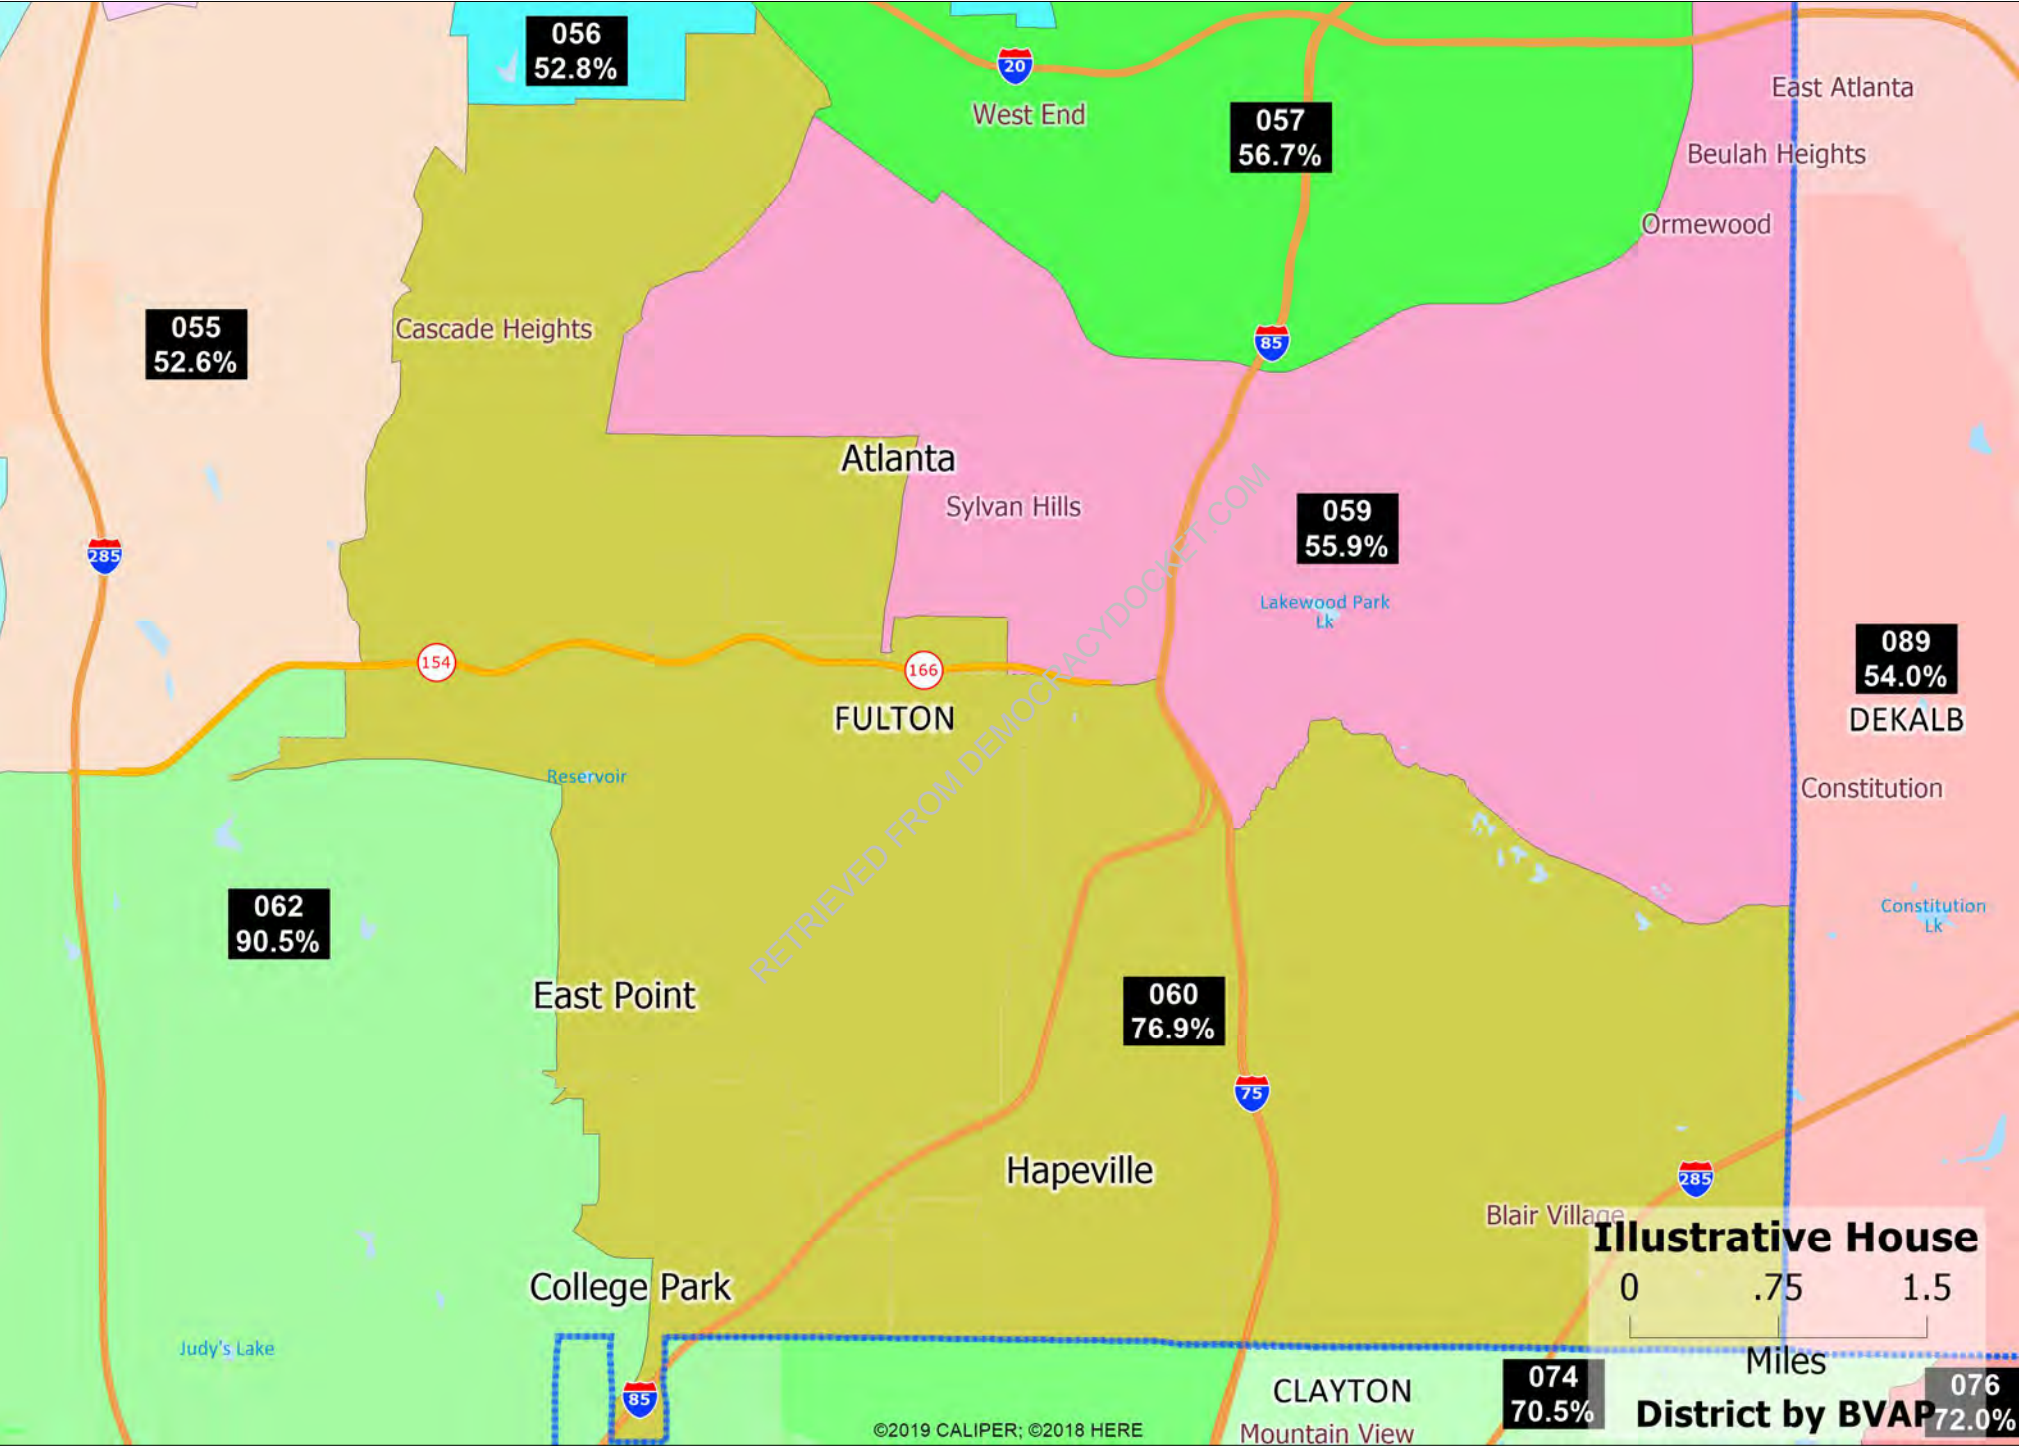 056
52.8%
20
West End
057
56.7%
East Atlanta
Beulah Heights
Ormewood
055
52.6%
Cascade Heights
85
Atlanta
Sylvan Hills
059
55.9%
285
Lakewood Park
Lk
154
166
FULTON
089
54.0%
DEKALB
Reservoir
Constitution
RETRIEVED FROM DEMOCRACYDOCKET.COM
062
90.5%
Constitution
Lk
East Point
060
76.9%
75
Hapeville
285
Blair Village
Illustrative House
0 .75 1.5
Miles
District by BVAP
College Park
Judy's Lake
85
CLAYTON
074
70.5%
076
72.0%
©2019 CALIPER; ©2018 HERE
Mountain View